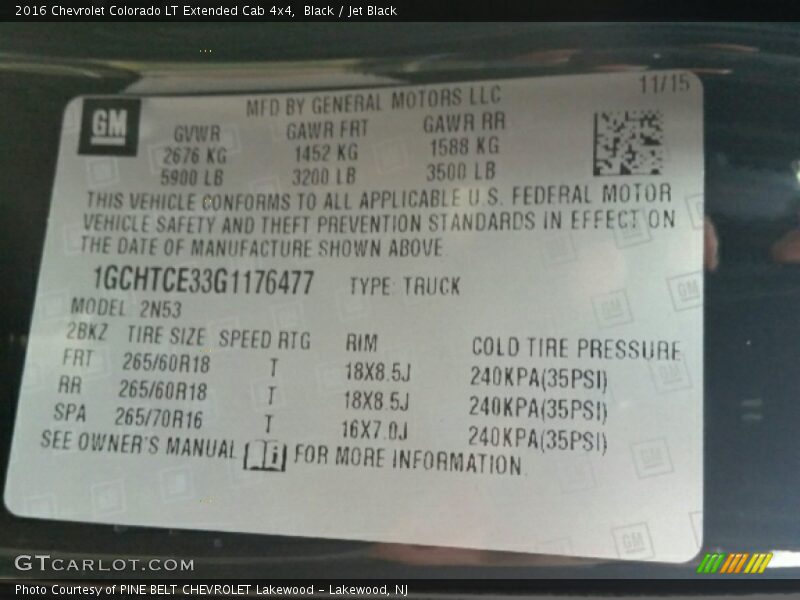 2016 Chevrolet Colorado LT Extended Cab 4x4,  Black / Jet Black
11/15
GM MFD BY GENERAL MOTORS LLC
GVWR GAWR FRT GAWR RR
2676 KG 1452 KG 1588 KG
5900 LB 3200 LB 3500 LB
THIS VEHICLE CONFORMS TO ALL APPLICABLE U.S. FEDERAL MOTOR
VEHICLE SAFETY AND THEFT PREVENTION STANDARDS IN EFFECT ON
THE DATE OF MANUFACTURE SHOWN ABOVE.
1GCHTCE33G1176477 TYPE: TRUCK
MODEL 2N53
2BKZ TIRE SIZE SPEED RTG RIM COLD TIRE PRESSURE
FRT 265/60R18 T 18X8.5J 240KPA(35PSI)
RR 265/60R18 T 18X8.5J 240KPA(35PSI)
SPA 265/70R16 T 16X7.0J 240KPA(35PSI)
SEE OWNER'S MANUAL FOR MORE INFORMATION.
GTCARLOT.COM
Photo Courtesy of PINE BELT CHEVROLET Lakewood - Lakewood, NJ